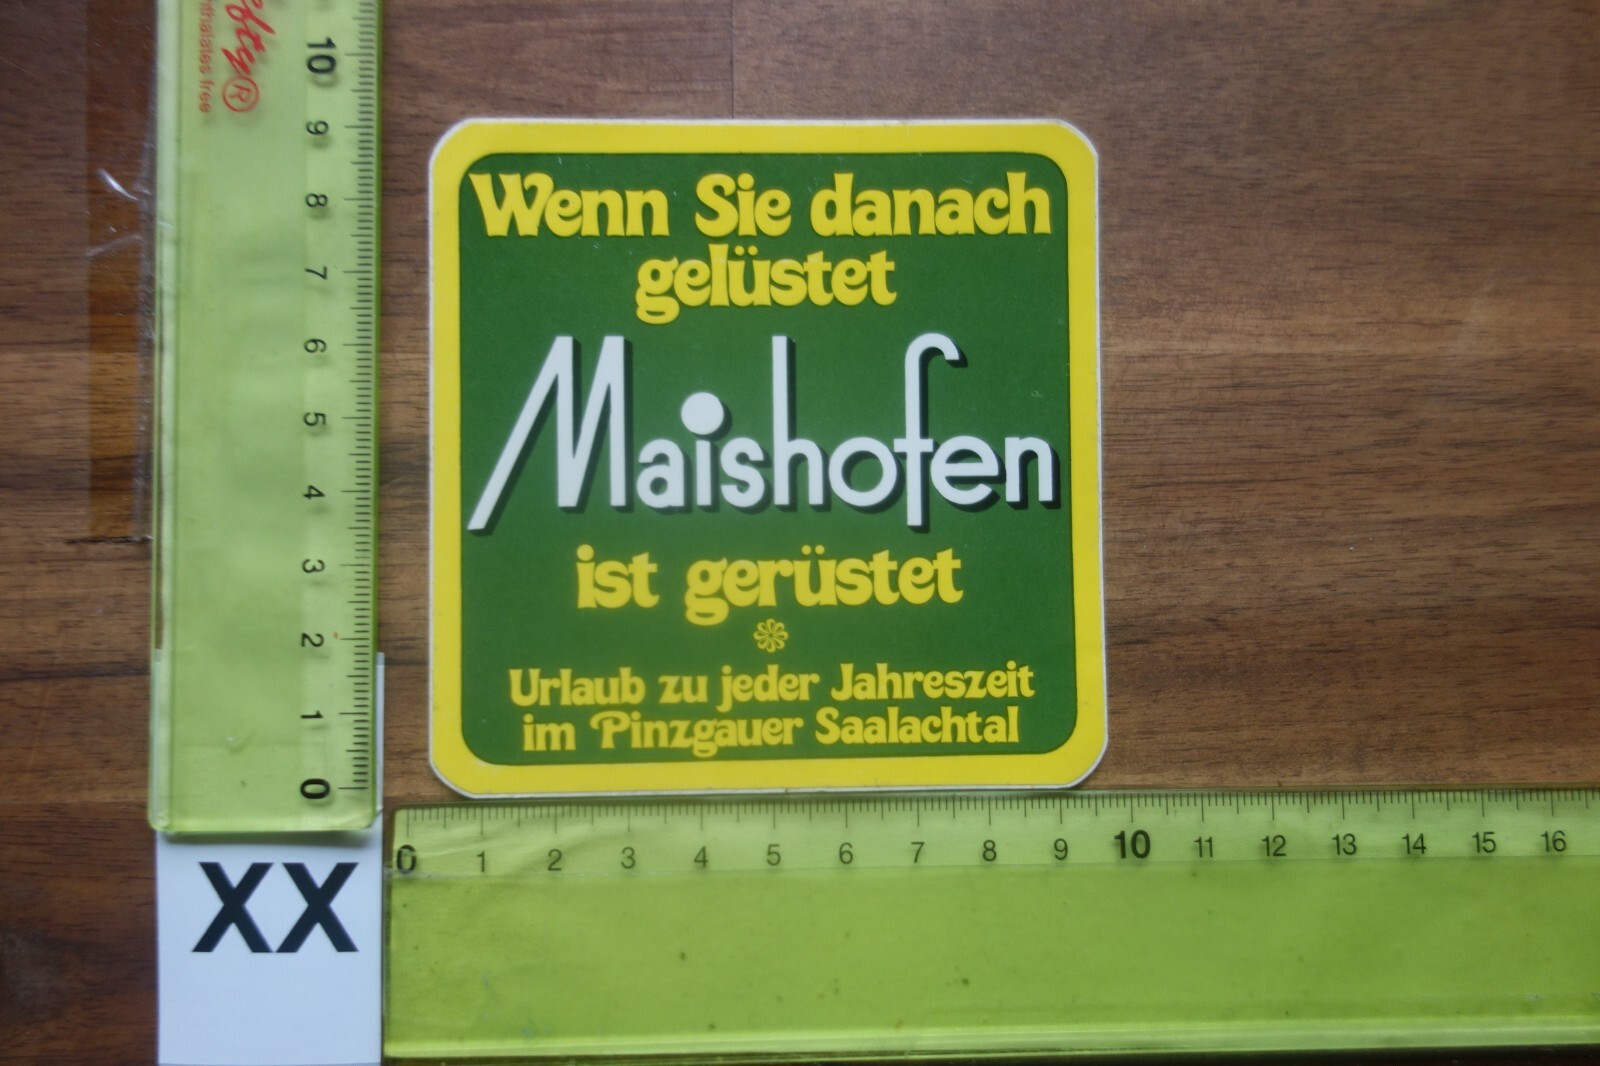 Wenn Sie danach
gelüstet
Maishofen
ist gerüstet
Urlaub zu jeder Jahreszeit
im Pinzgauer Saalachtal
10
9
8
7
6
5
4
3
2
1
0
0 1 2 3 4 5 6 7 8 9 10 11 12 13 14 15 16
XX
free